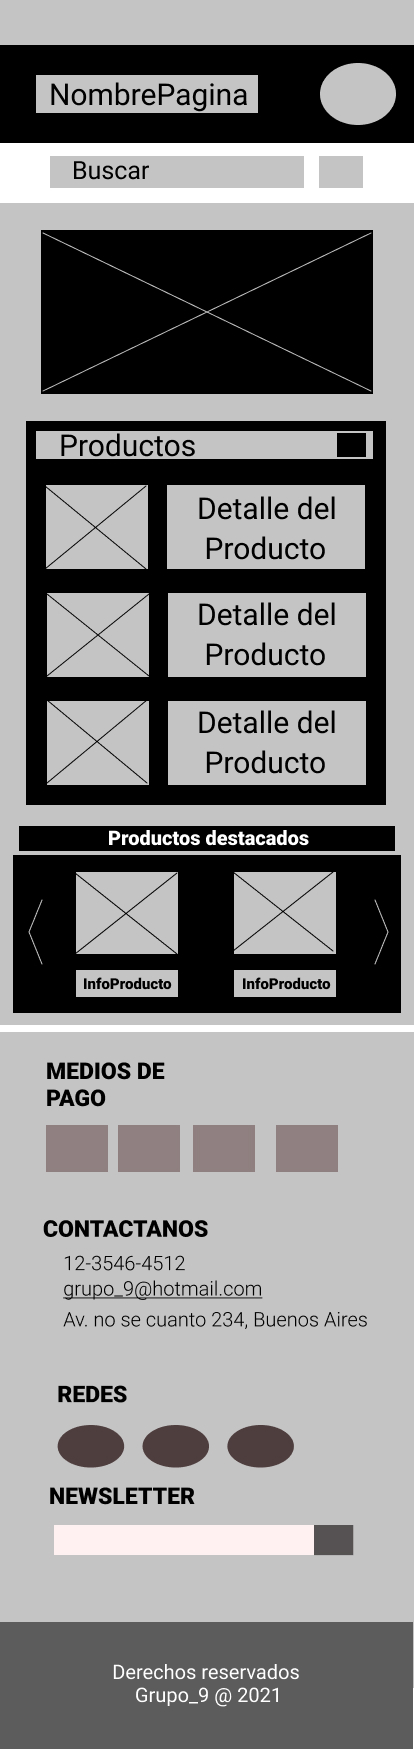 NombrePagina
Buscar
Productos
Detalle del
Producto
Detalle del
Producto
Detalle del
Producto
Productos destacados
InfoProducto
InfoProducto
MEDIOS DE
PAGO
CONTACTANOS
12-3546-4512
grupo_9@hotmail.com
Av. no se cuanto 234, Buenos Aires
REDES
NEWSLETTER
Derechos reservados
Grupo_9 @ 2021